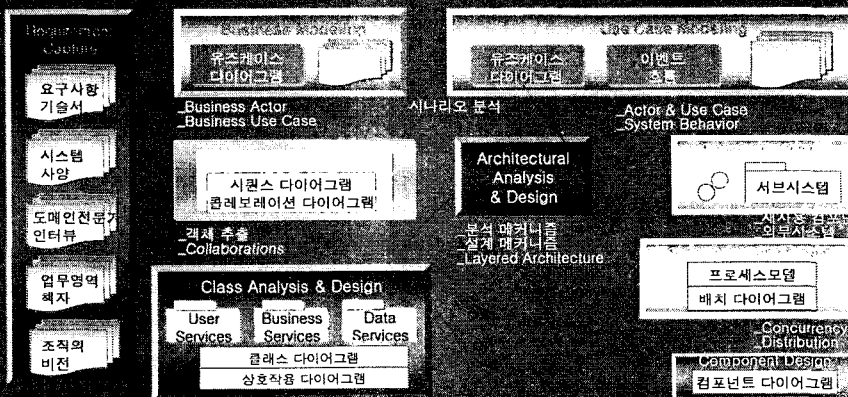 Requirement
Capture
요구사항
기술서
시스템
사양
도메인전문가
인터뷰
업무영역
책자
조직의
비전
Business Modeling
유즈케이스
다이어그램
_Business Actor
_Business Use Case
시나리오 분석
Use Case Modeling
유즈케이스
다이어그램
이벤트
흐름
_Actor & Use Case
_System Behavior
시퀀스 다이어그램
콜레보레이션 다이어그램
_객체 추출
_Collaborations
Architectural
Analysis
& Design
_분석 매커니즘
_설계 매커니즘
_Layered Architecture
서브시스템
_외부시스템
프로세스모델
배치 다이어그램
_Concurrency
_Distribution
Class Analysis & Design
User
Services
Business
Services
Data
Services
클래스 다이어그램
상호작용 다이어그램
Component Design
컴포넌트 다이어그램